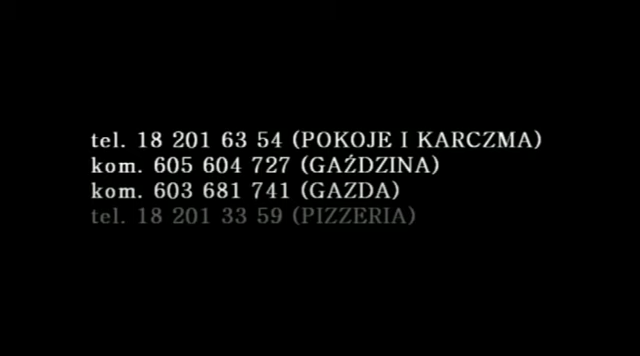 tel. 18 201 63 54 (POKOJE I KARCZMA)
kom. 605 604 727 (GAŹDZINA)
kom. 603 681 741 (GAZDA)
tel. 18 201 33 59 (PIZZERIA)